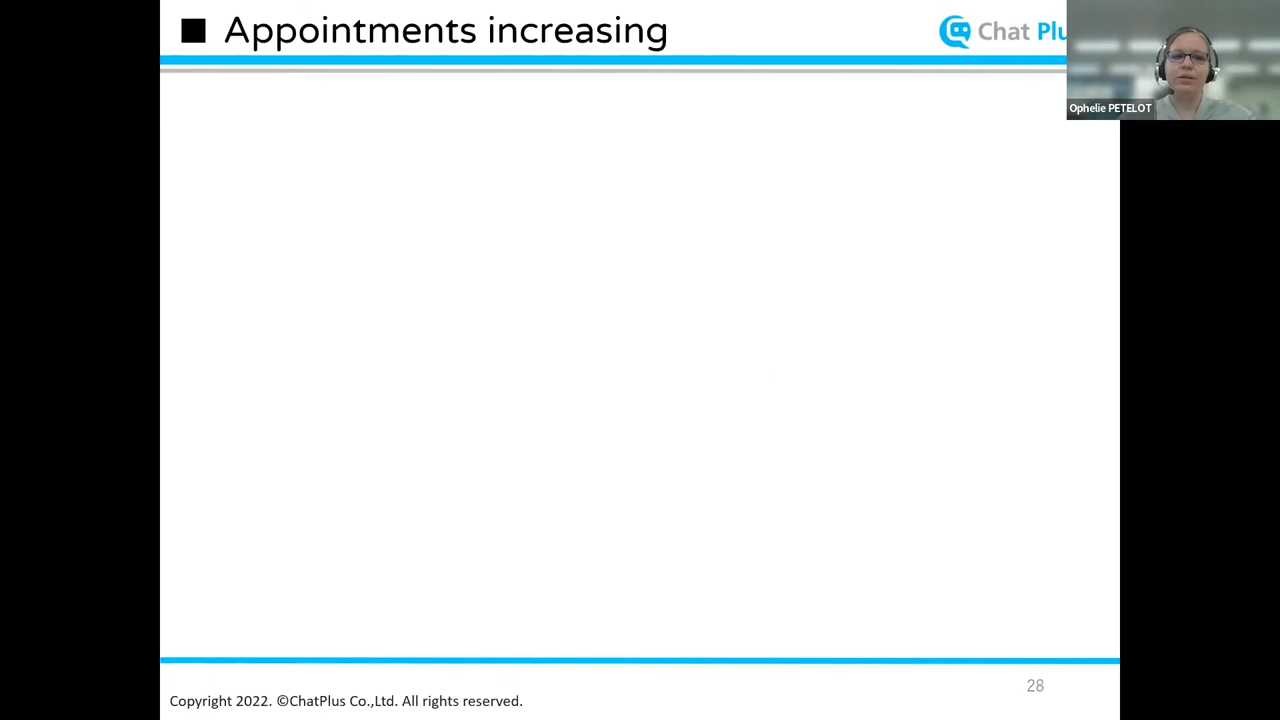 ■ Appointments increasing
Chat Plu
Ophelie PETELOT
28
Copyright 2022. ©ChatPlus Co.,Ltd. All rights reserved.